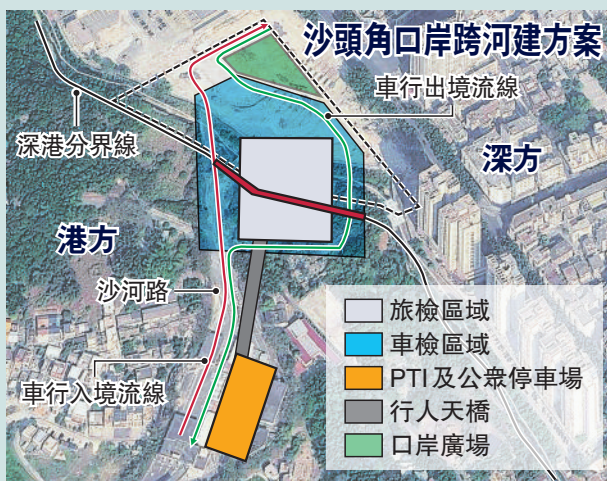 沙頭角口岸跨河建方案
車行出境流線
深港分界線
深方
港方
沙河路
車行入境流線
旅檢區域
車檢區域
PTI及公眾停車場
行人天橋
口岸廣場